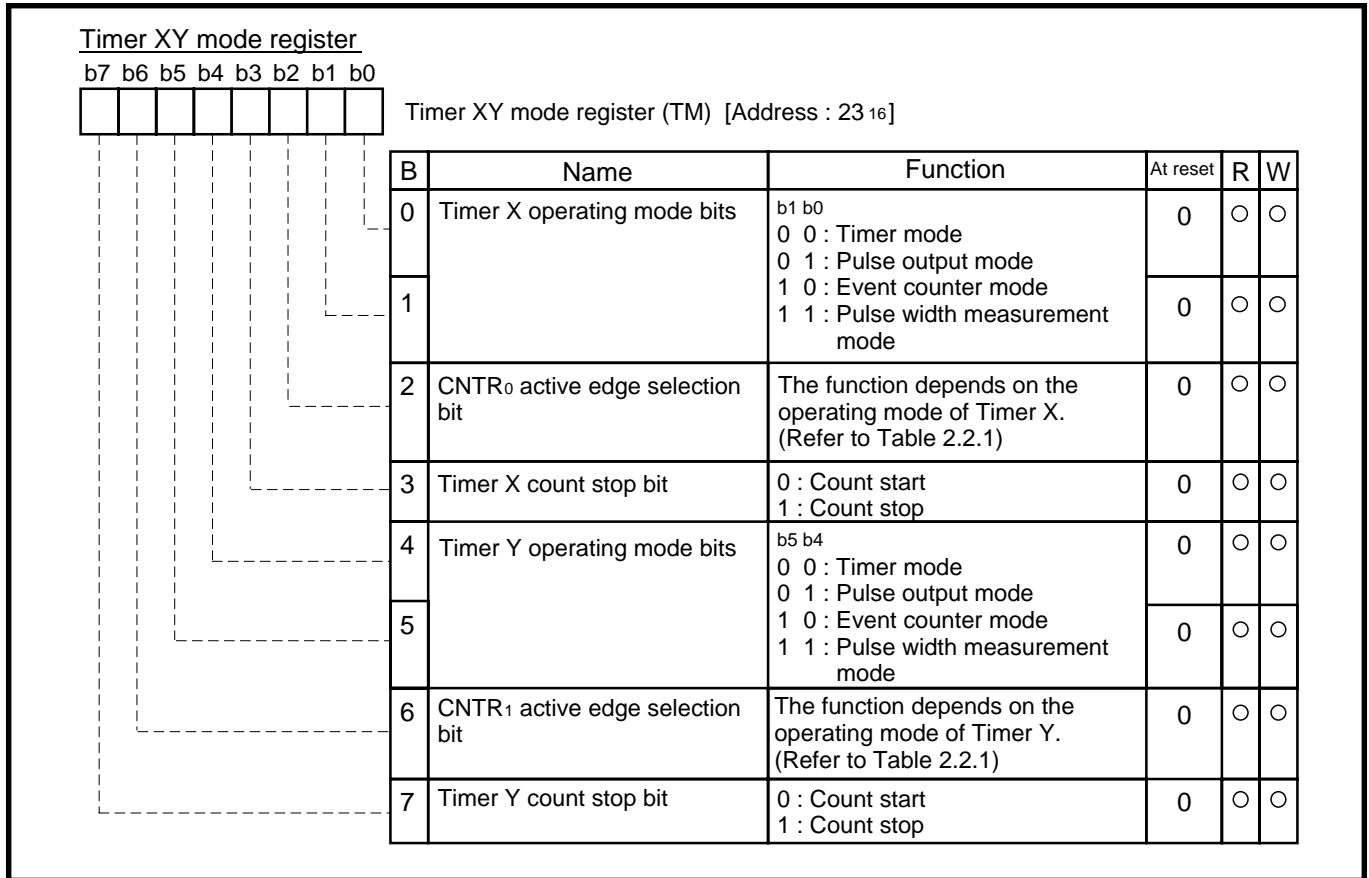 Timer XY mode register
b7 b6 b5 b4 b3 b2 b1 b0
Timer XY mode register (TM) [Address : 23 16]
B Name Function At reset R W
0 Timer X operating mode bits b1 b0 0 ○ ○
0 0 : Timer mode
0 1 : Pulse output mode
1 0 : Event counter mode
1 1 1 : Pulse width measurement 0 ○ ○
mode
2 CNTR0 active edge selection The function depends on the 0 ○ ○
bit operating mode of Timer X.
(Refer to Table 2.2.1)
3 Timer X count stop bit 0 : Count start 0 ○ ○
1 : Count stop
4 Timer Y operating mode bits b5 b4 0 ○ ○
0 0 : Timer mode
0 1 : Pulse output mode
5 1 0 : Event counter mode 0 ○ ○
1 1 : Pulse width measurement
mode
6 CNTR1 active edge selection The function depends on the 0 ○ ○
bit operating mode of Timer Y.
(Refer to Table 2.2.1)
7 Timer Y count stop bit 0 : Count start 0 ○ ○
1 : Count stop